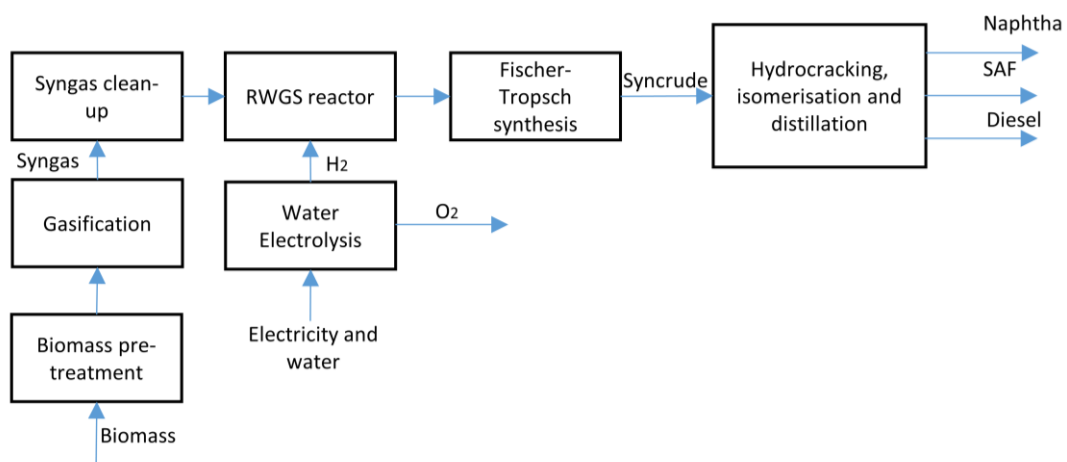 Naphtha
Syngas clean-
up
RWGS reactor
Fischer-
Tropsch
synthesis
Syncrude
Hydrocracking,
isomerisation and
distillation
SAF
Diesel
Syngas
H2
Gasification
Water
Electrolysis
O2
Electricity and
water
Biomass pre-
treatment
Biomass